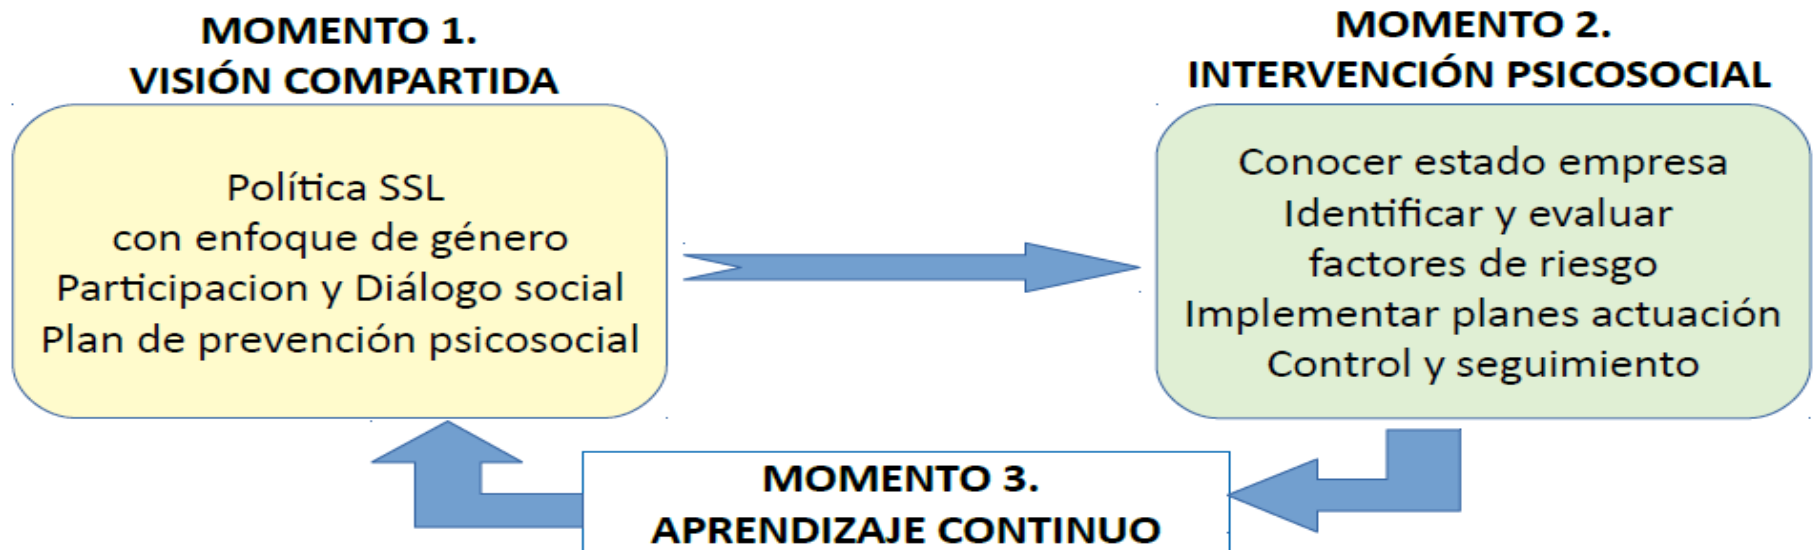 MOMENTO 1.
VISIÓN COMPARTIDA
Política SSL
con enfoque de género
Participacion y Diálogo social
Plan de prevención psicosocial
MOMENTO 2.
INTERVENCIÓN PSICOSOCIAL
Conocer estado empresa
Identificar y evaluar
factores de riesgo
Implementar planes actuación
Control y seguimiento
MOMENTO 3.
APRENDIZAJE CONTINUO